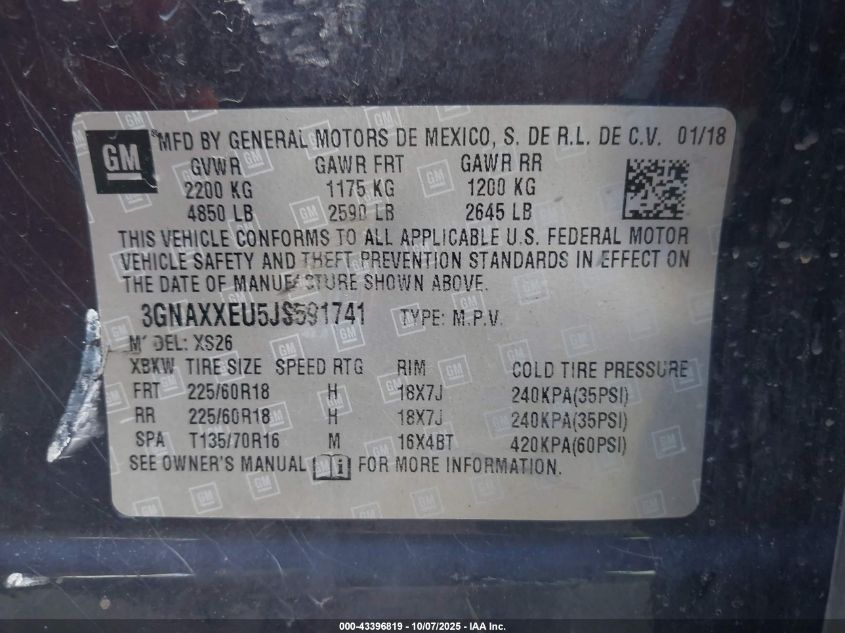 GM
MFD BY GENERAL MOTORS DE MEXICO, S. DE R.L. DE C.V. 01/18
GVWR GAWR FRT GAWR RR
2200 KG 1175 KG 1200 KG
4850 LB 2590 LB 2645 LB
THIS VEHICLE CONFORMS TO ALL APPLICABLE U.S. FEDERAL MOTOR
VEHICLE SAFETY AND THEFT PREVENTION STANDARDS IN EFFECT ON
THE DATE OF MANUFACTURE SHOWN ABOVE.
3GNAXXEU5JS591741 TYPE: M.P.V.
MODEL: XS26
XBKW TIRE SIZE SPEED RTG RIM COLD TIRE PRESSURE
FRT 225/60R18 H 18X7J 240KPA(35PSI)
RR 225/60R18 H 18X7J 240KPA(35PSI)
SPA T135/70R16 M 16X4BT 420KPA(60PSI)
SEE OWNER'S MANUAL i FOR MORE INFORMATION.
000-43396819 - 10/07/2025 - IAA, Inc.